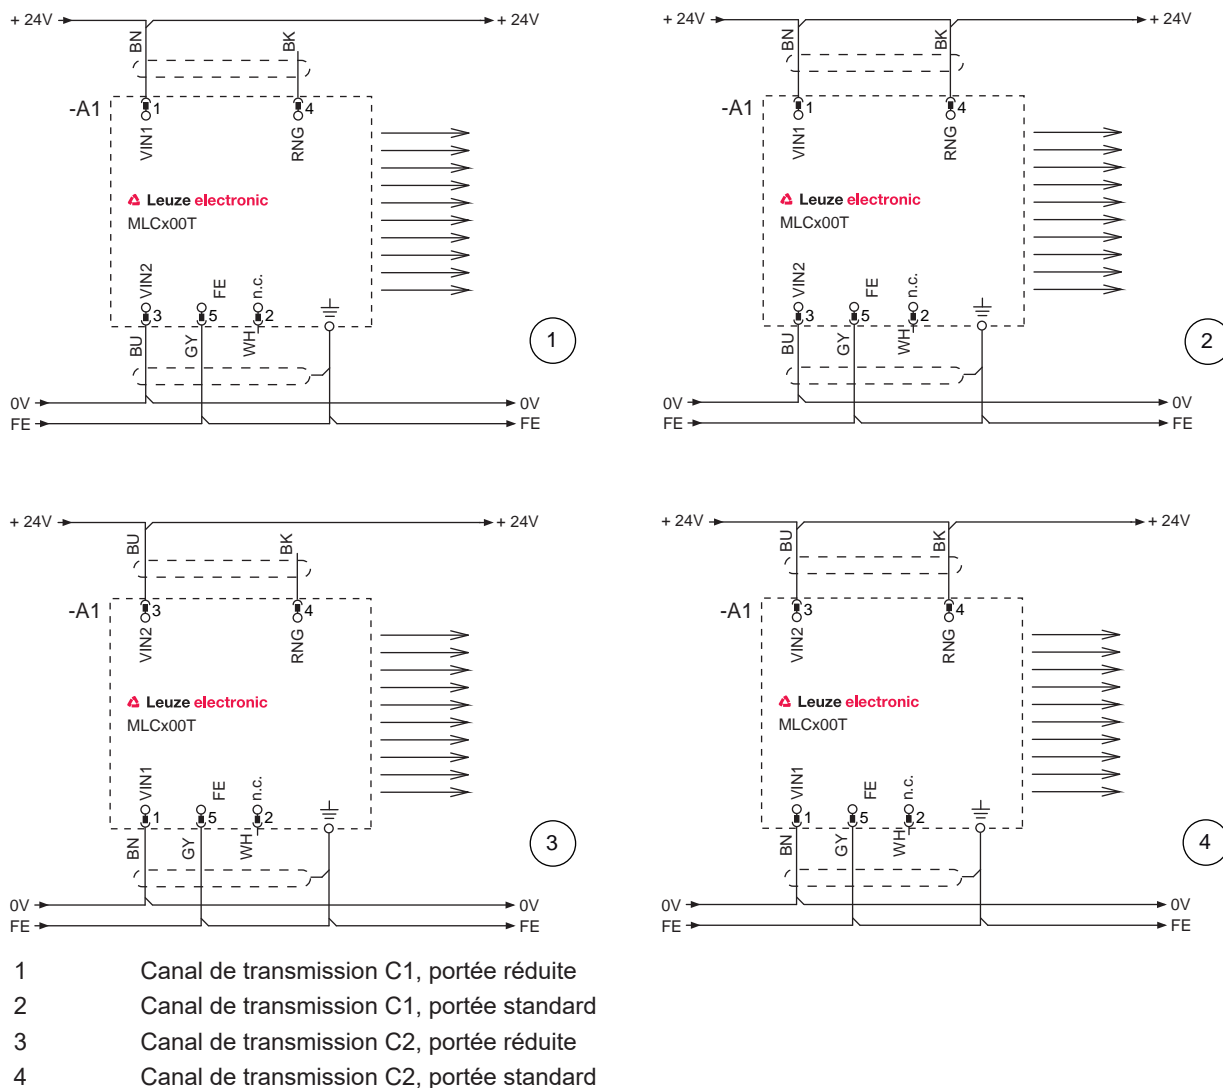 + 24V + 24V
BN BK
-A1 1 4
VIN1 RNG
Leuze electronic
MLCx00T
VIN2 FE n.c.
3 5 2
BU GY WH
1
0V 0V
FE FE
+ 24V + 24V
BN BK
-A1 1 4
VIN1 RNG
Leuze electronic
MLCx00T
VIN2 FE n.c.
3 5 2
BU GY WH
2
0V 0V
FE FE
+ 24V + 24V
BU BK
-A1 3 4
VIN2 RNG
Leuze electronic
MLCx00T
VIN1 FE n.c.
1 5 2
BN GY WH
3
0V 0V
FE FE
+ 24V + 24V
BU BK
-A1 3 4
VIN2 RNG
Leuze electronic
MLCx00T
VIN1 FE n.c.
1 5 2
BN GY WH
4
0V 0V
FE FE
1 Canal de transmission C1, portée réduite
2 Canal de transmission C1, portée standard
3 Canal de transmission C2, portée réduite
4 Canal de transmission C2, portée standard